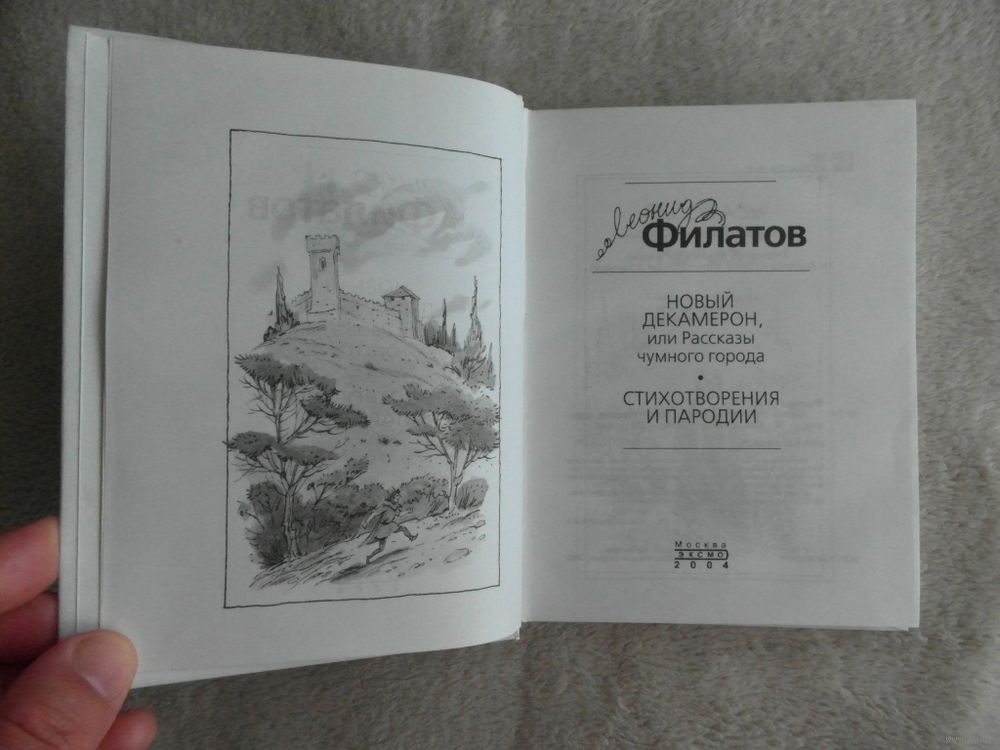 Леонид
Филатов
НОВЫЙ
ДЕКАМЕРОН,
или Рассказы
чумного города
•
СТИХОТВОРЕНИЯ
И ПАРОДИИ
Москва
ЭКСМО
2004